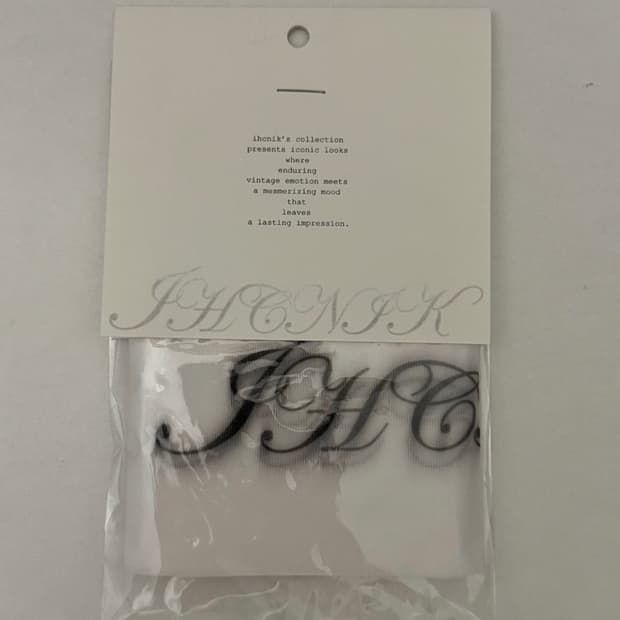 ihcnik's collection
presents iconic looks
where
enduring
vintage emotion meets
a mesmerizing mood
that
leaves
a lasting impression.
IHCNIK
IHC